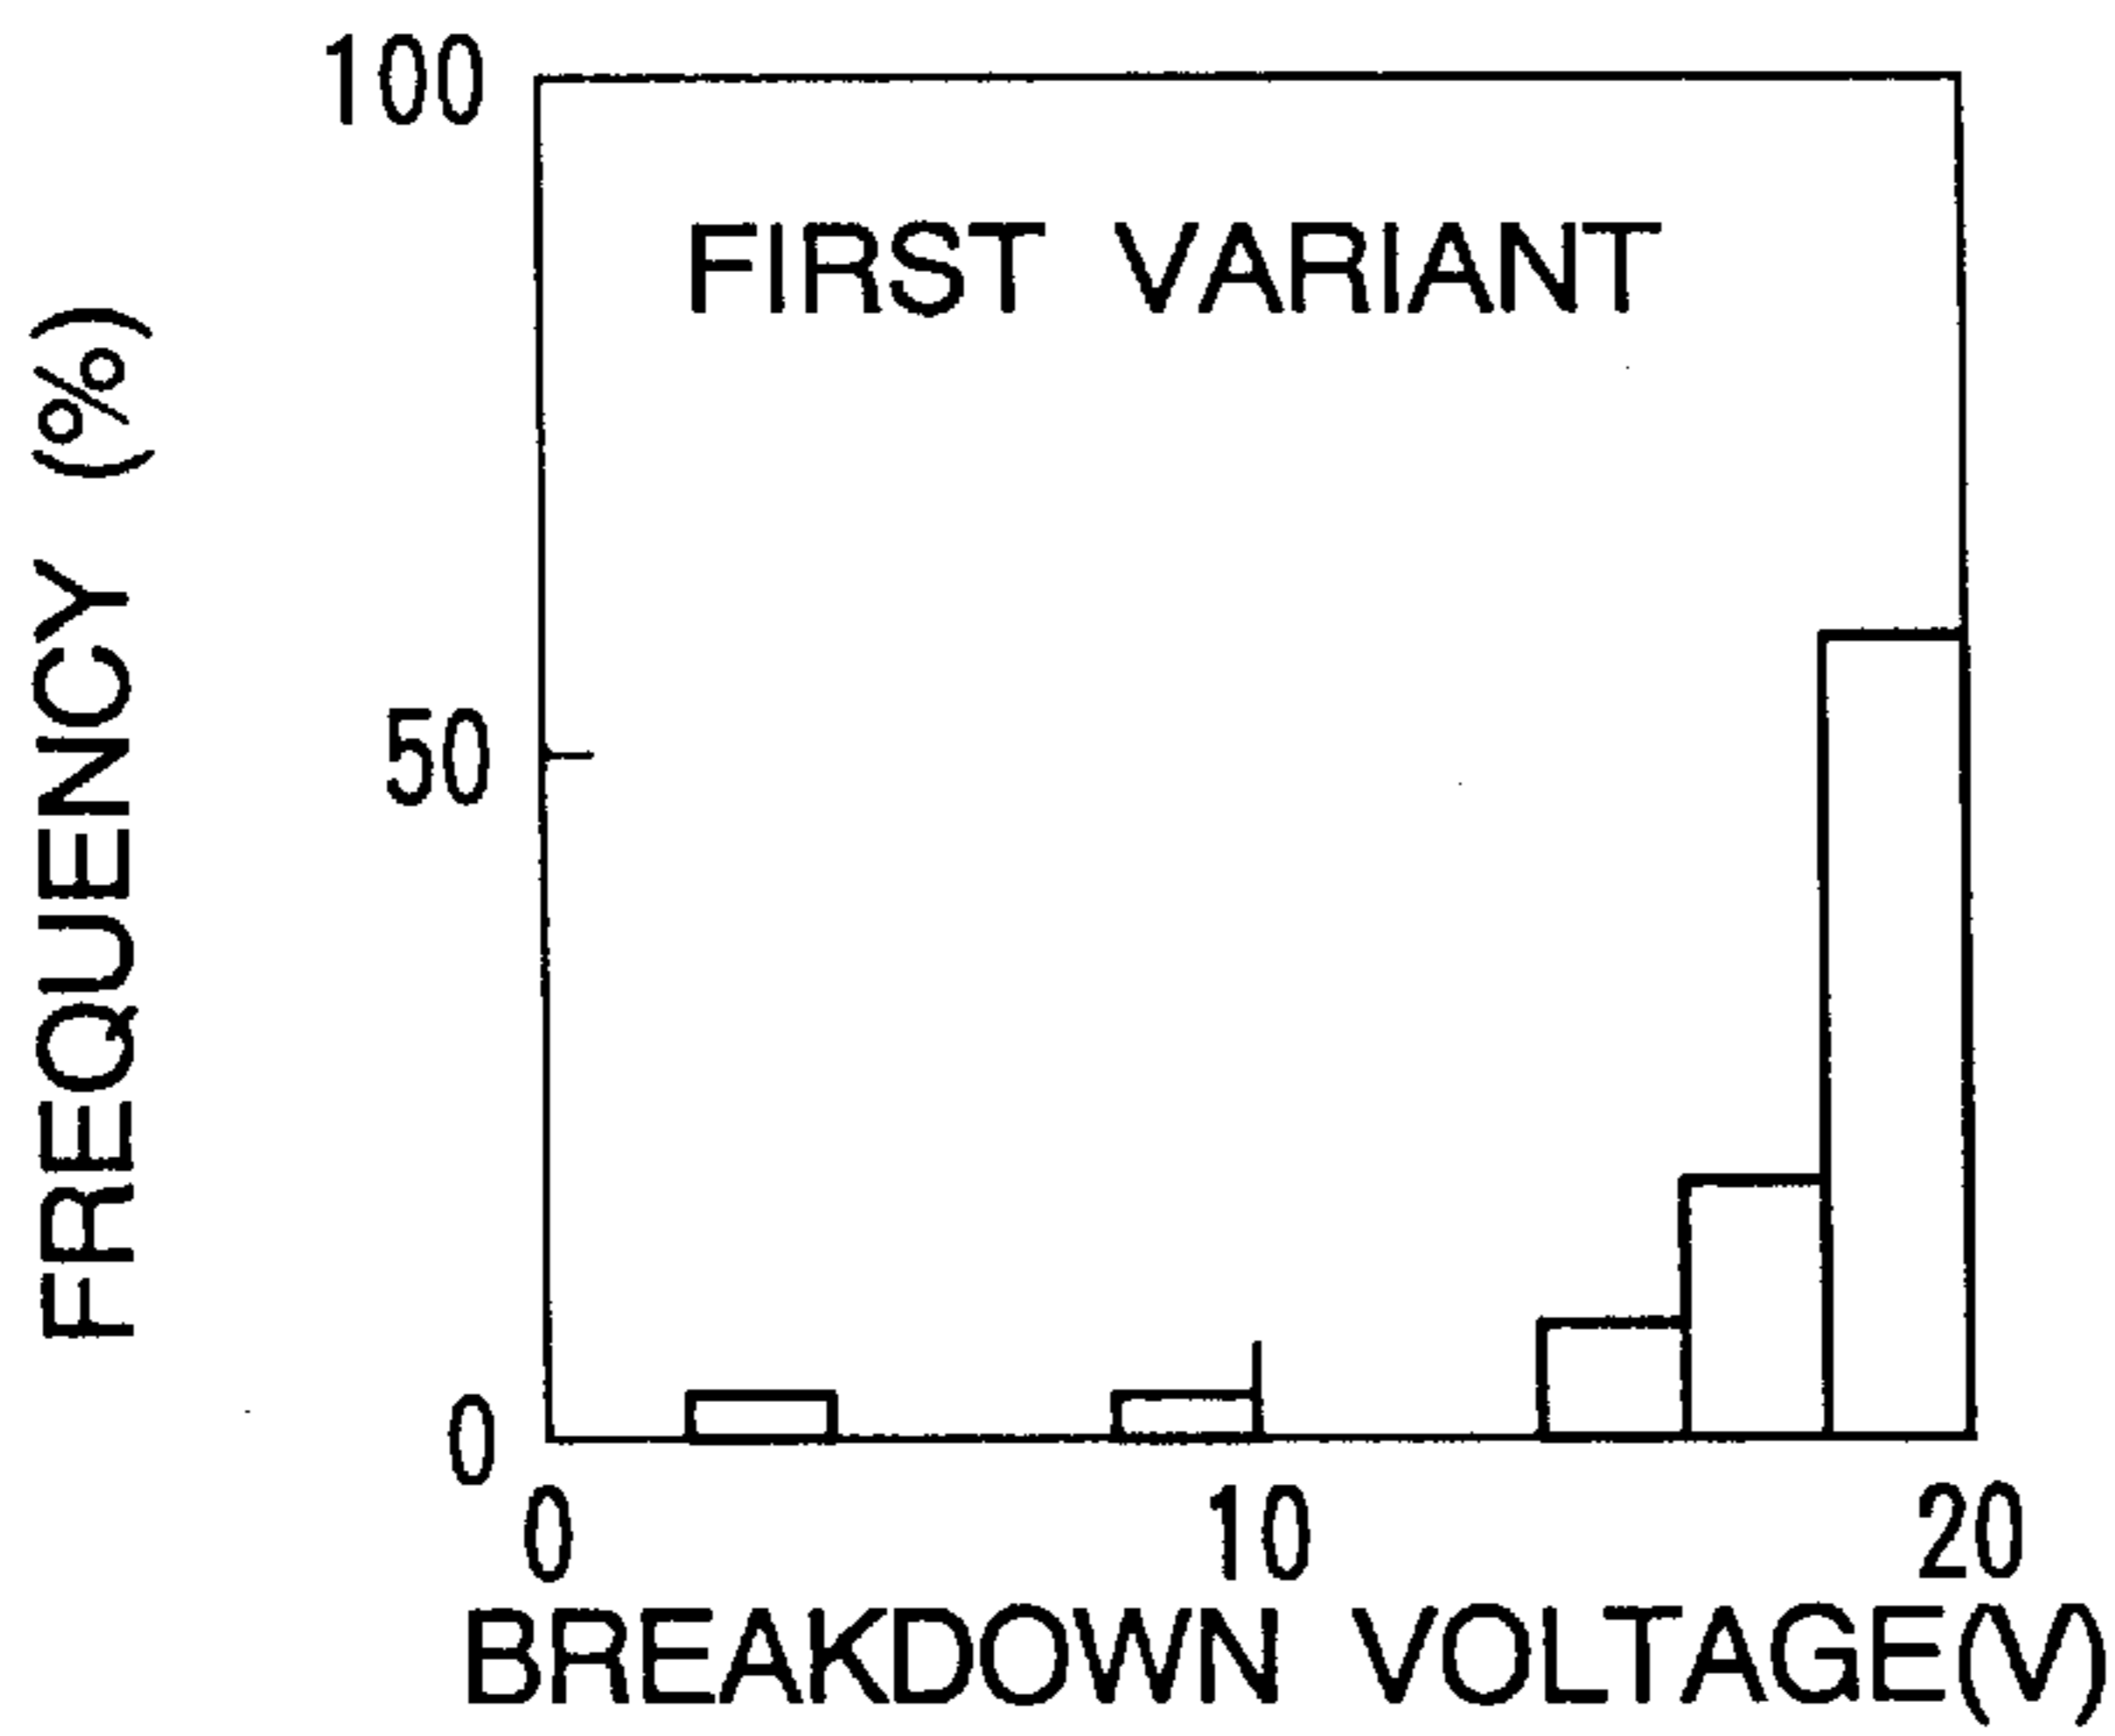 FREQUENCY (%)
100
50
0
FIRST VARIANT
0 10 20
BREAKDOWN VOLTAGE(V)